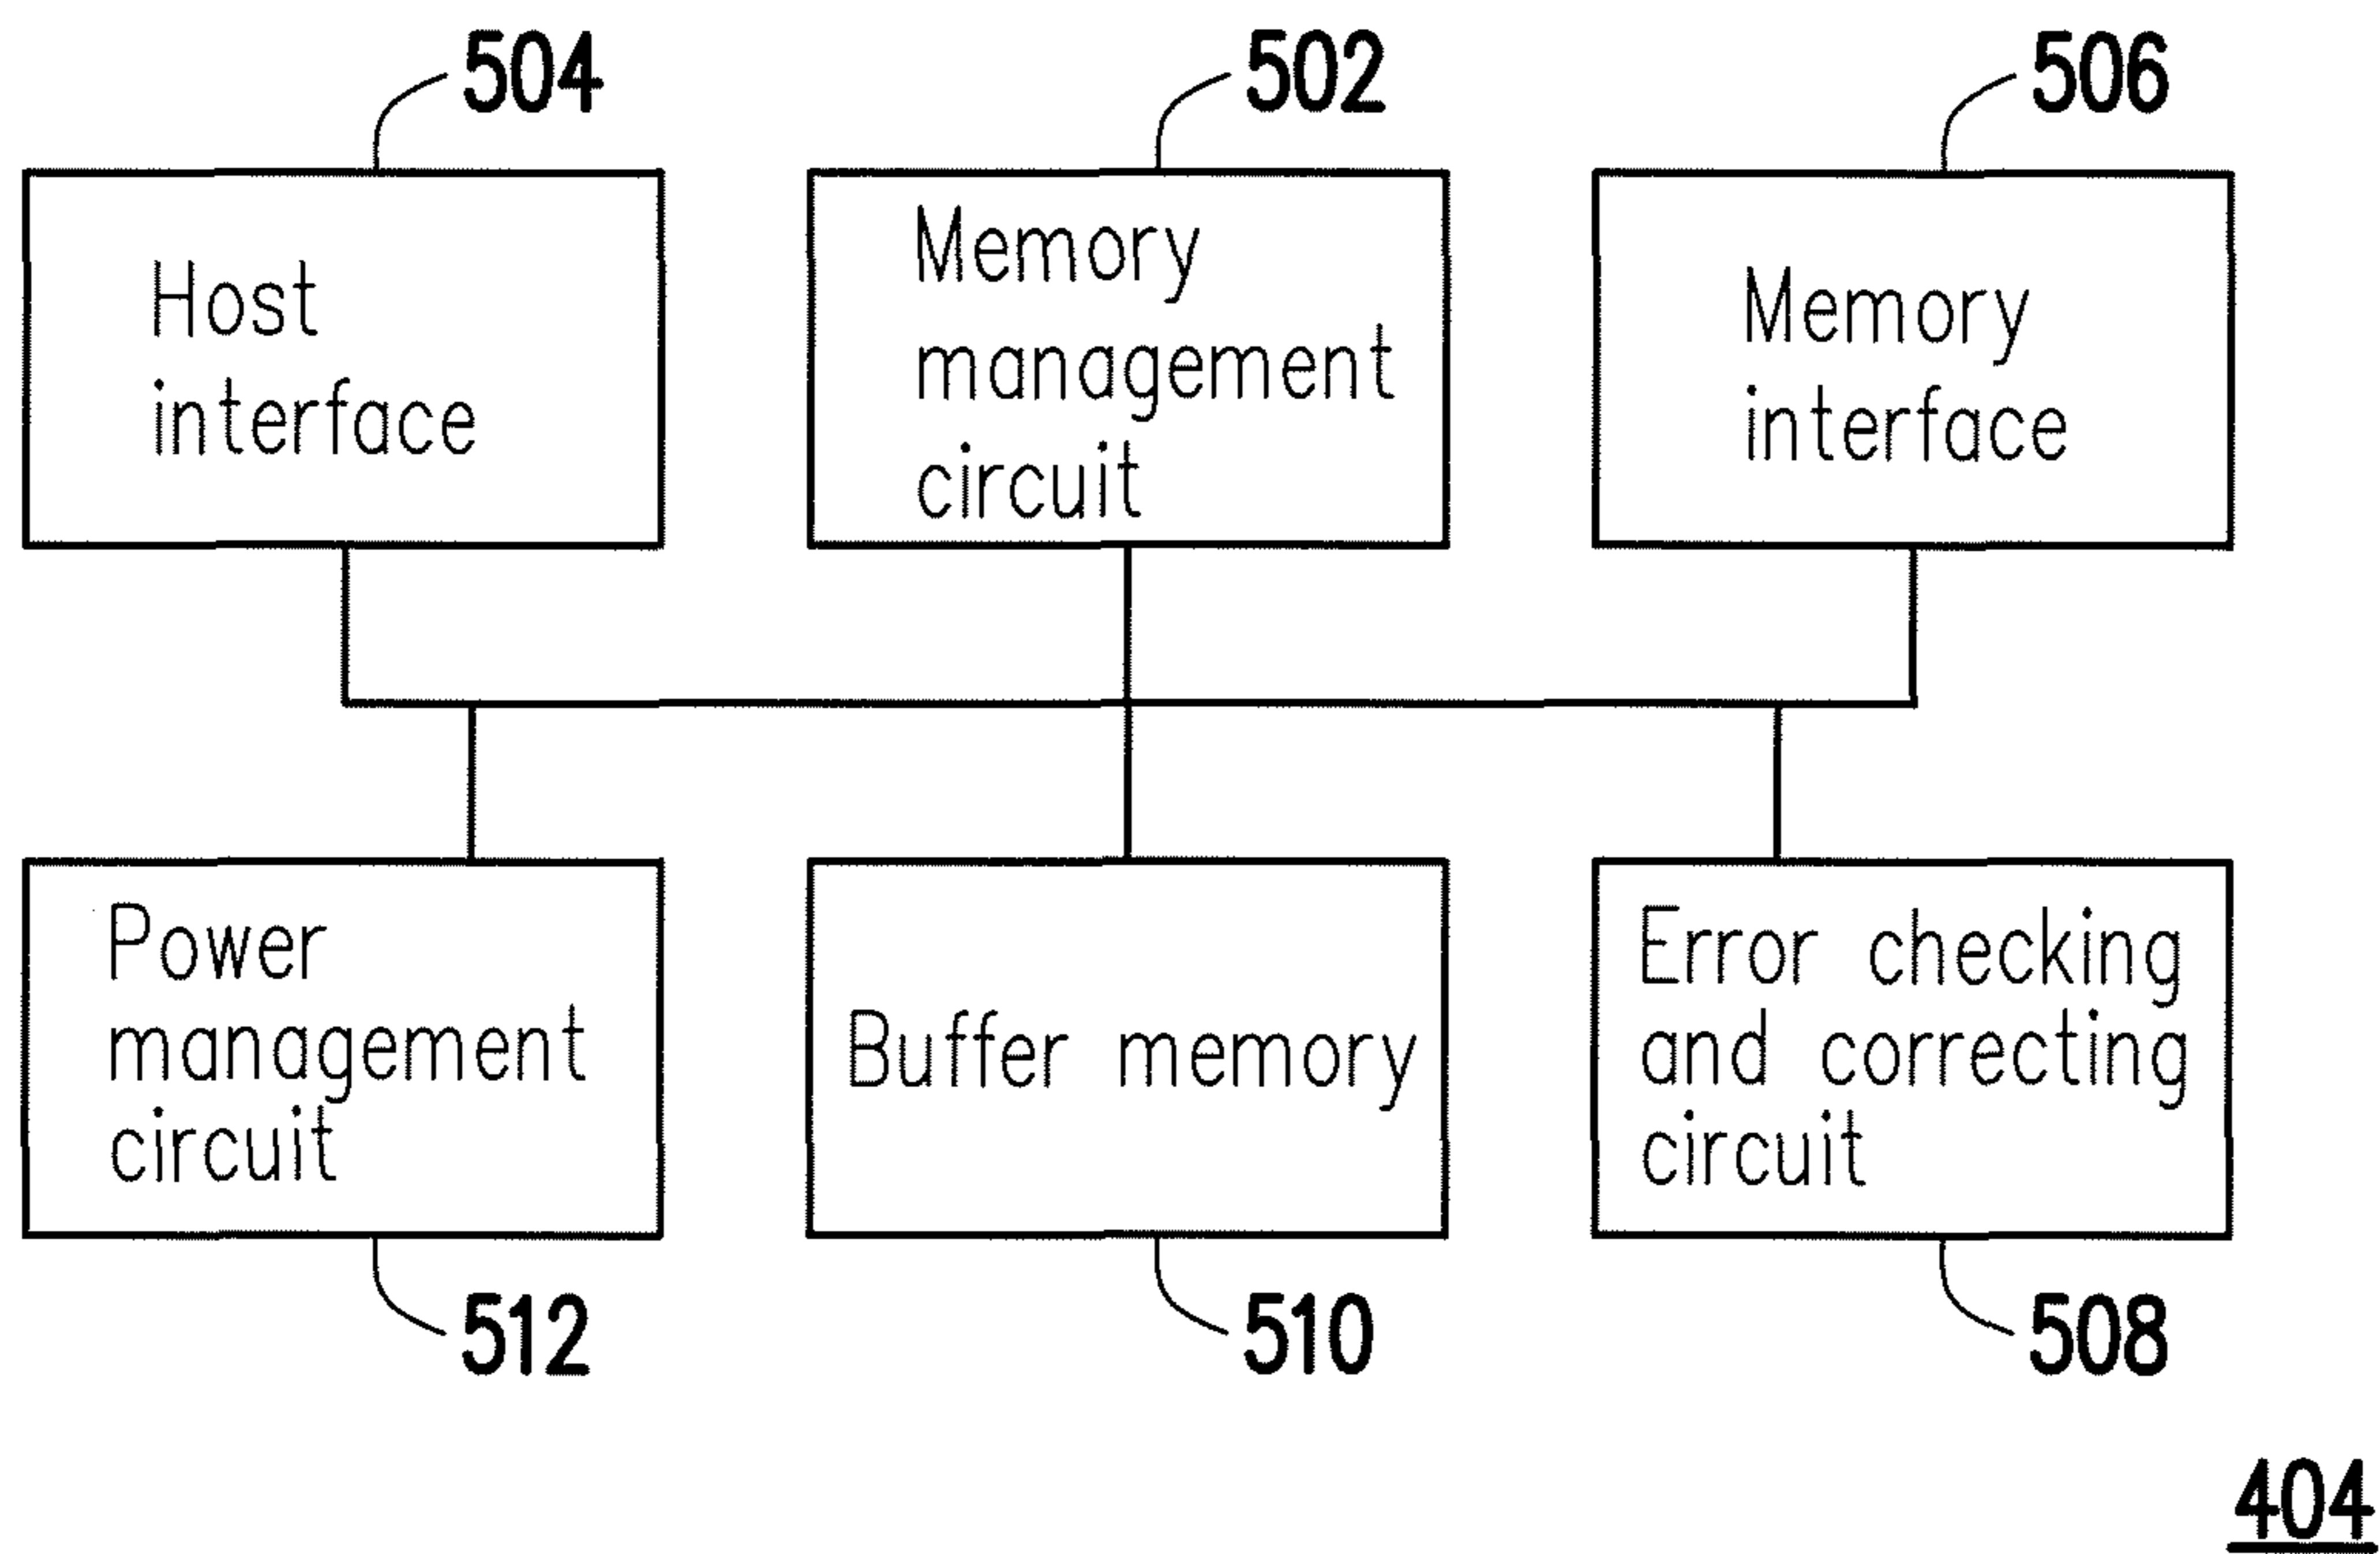 504
502
506
Host
interface
Memory
management
circuit
Memory
interface
Power
management
circuit
Buffer memory
Error checking
and correcting
circuit
512
510
508
404